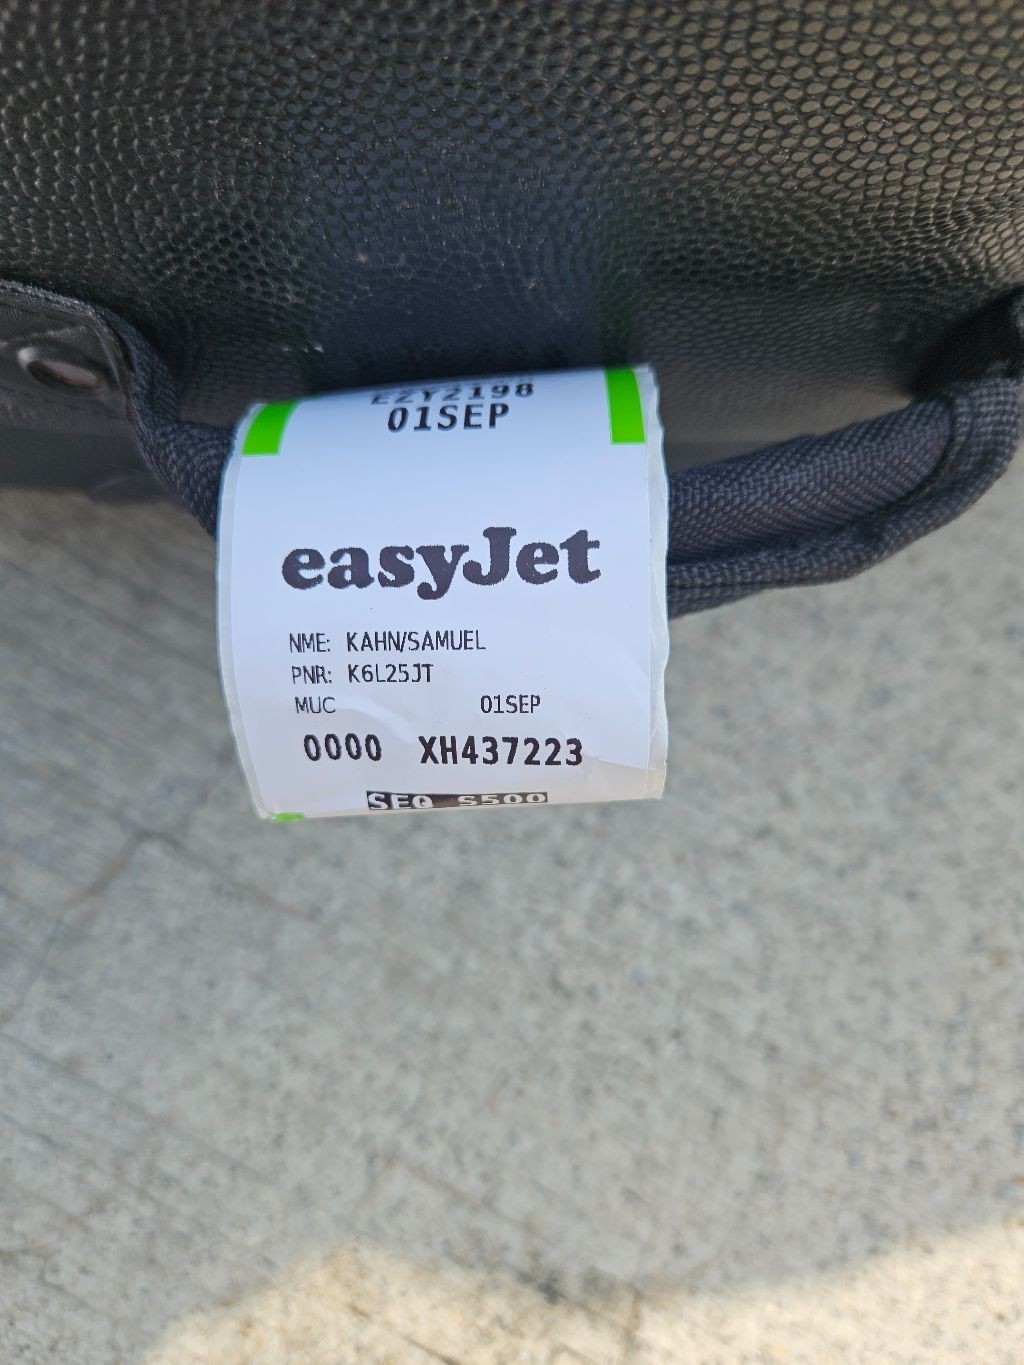 EZY2198
01SEP
easyJet
NME: KAHN/SAMUEL
PNR: K6L25JT
MUC 01SEP
0000 XH437223
SEQ S500